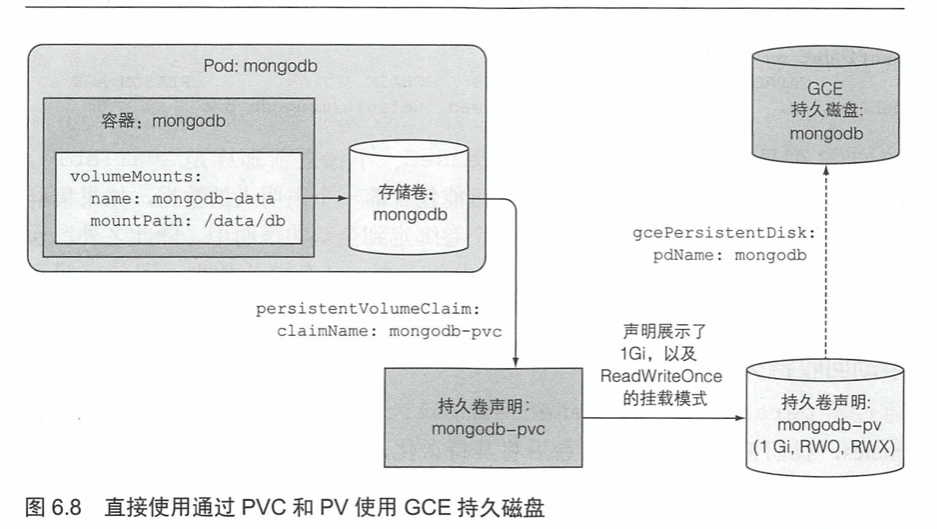 Pod: mongodb
容器：mongodb
volumeMounts:
name: mongodb-data
mountPath: /data/db
存储卷：
mongodb
GCE
持久磁盘:
mongodb
gcePersistentDisk:
pdName: mongodb
persistentVolumeClaim:
claimName: mongodb-pvc
声明展示了
1Gi，以及
ReadWriteOnce
的挂载模式
持久卷声明：
mongodb-pvc
持久卷声明:
mongodb-pv
(1 Gi, RWO, RWX)
图 6.8 直接使用通过 PVC 和 PV 使用 GCE 持久磁盘